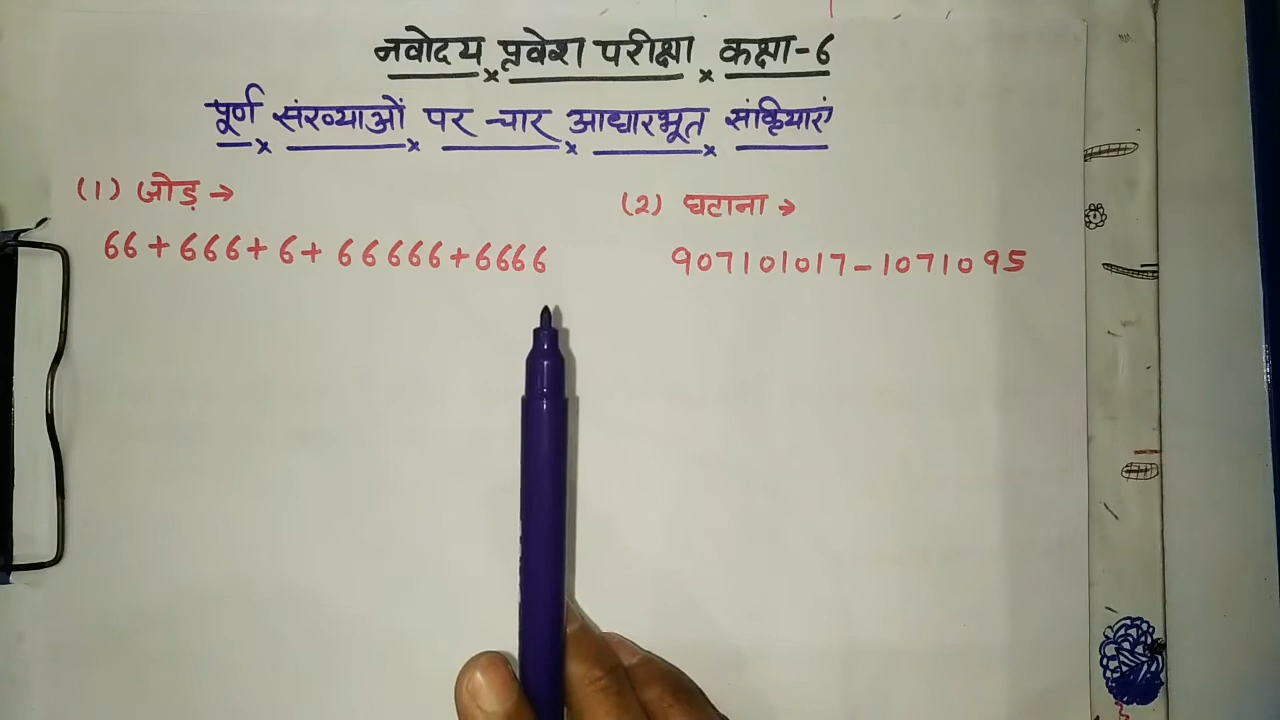 नवोदय प्रवेश परीक्षा कक्षा-6
पूर्ण संख्याओं पर चार आधारभूत संक्रियाएं
(1) जोड़ →
66+666+6+66666+6666
(2) घटाना →
907101017-1071095